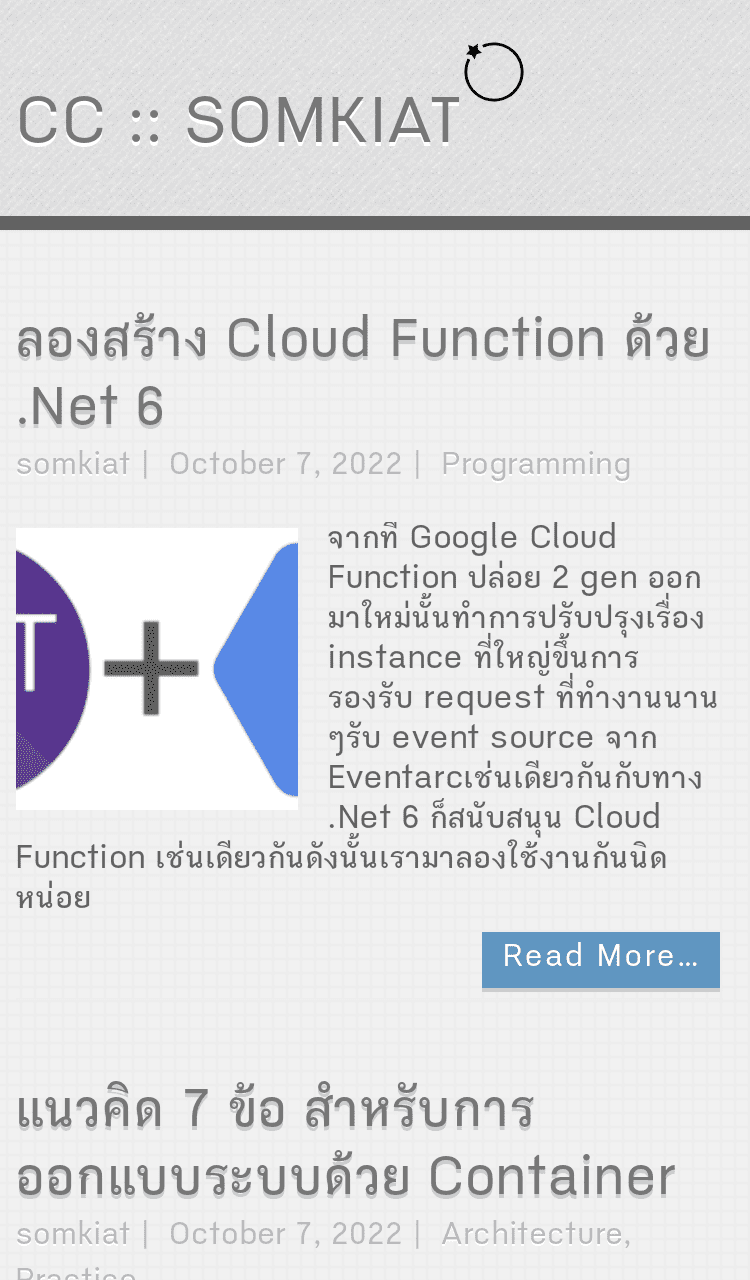 CC :: SOMKIAT
ลองสร้าง Cloud Function ด้วย
.Net 6
somkiat | October 7, 2022 | Programming
T
จากที่ Google Cloud
Function ปล่อย 2 gen ออก
มาใหม่นั้นทำการปรับปรุงเรื่อง
instance ที่ใหญ่ขึ้นการ
รองรับ request ที่ทำงานนาน
ๆรับ event source จาก
Eventarcเช่นเดียวกันกับทาง
.Net 6 ก็สนับสนุน Cloud
Function เช่นเดียวกันดังนั้นเรามาลองใช้งานกันนิด
หน่อย
Read More…
แนวคิด 7 ข้อ สำหรับการ
ออกแบบระบบด้วย Container
somkiat | October 7, 2022 | Architecture,
Practice